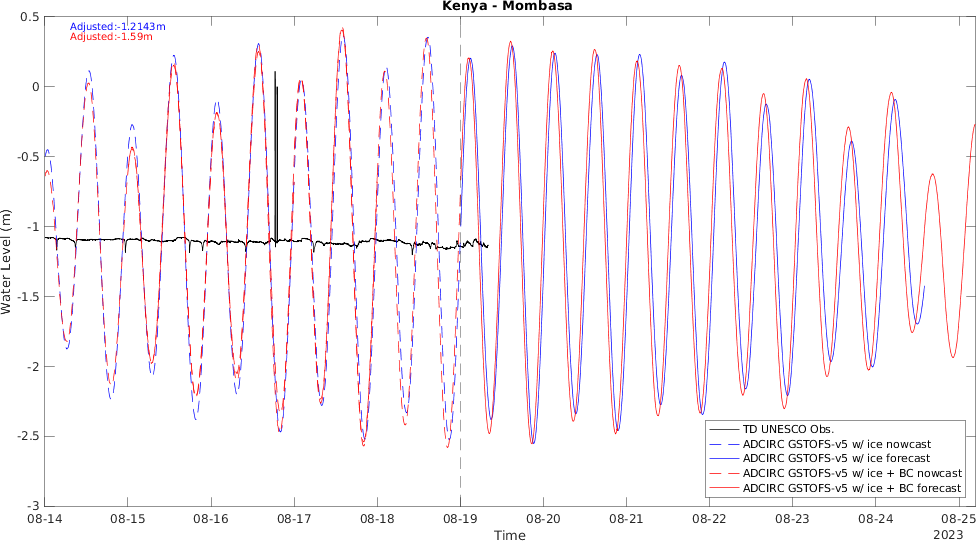 Kenya - Mombasa
Adjusted:-1.2143m
Adjusted:-1.59m
Water Level (m)
0.5
0
-0.5
-1
-1.5
-2
-2.5
-3
TD UNESCO Obs.
ADCIRC GSTOFS-v5 w/ ice nowcast
ADCIRC GSTOFS-v5 w/ ice forecast
ADCIRC GSTOFS-v5 w/ ice + BC nowcast
ADCIRC GSTOFS-v5 w/ ice + BC forecast
08-14 08-15 08-16 08-17 08-18 08-19 08-20 08-21 08-22 08-23 08-24 08-25
Time
2023